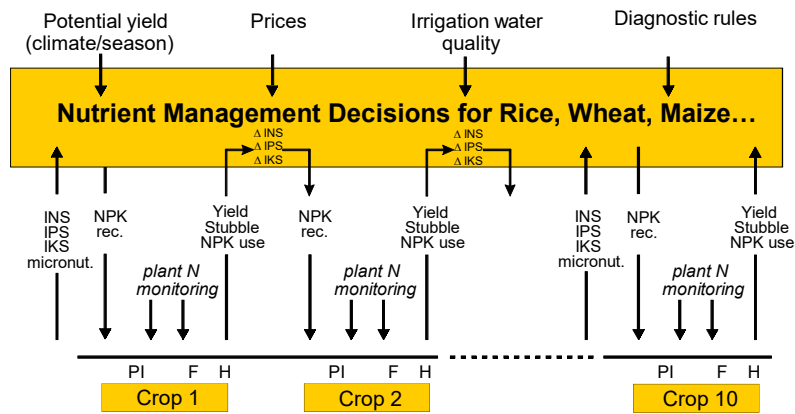 Potential yield
(climate/season)
Prices
Irrigation water
quality
Diagnostic rules
Nutrient Management Decisions for Rice, Wheat, Maize…
Δ INS
Δ IPS
Δ IKS
Δ INS
Δ IPS
Δ IKS
INS
IPS
IKS
micronut.
NPK
rec.
plant N
monitoring
Yield
Stubble
NPK use
NPK
rec.
plant N
monitoring
Yield
Stubble
NPK use
INS
IPS
IKS
micronut.
NPK
rec.
plant N
monitoring
Yield
Stubble
NPK use
PI F H
PI F H
PI F H
Crop 1
Crop 2
Crop 10